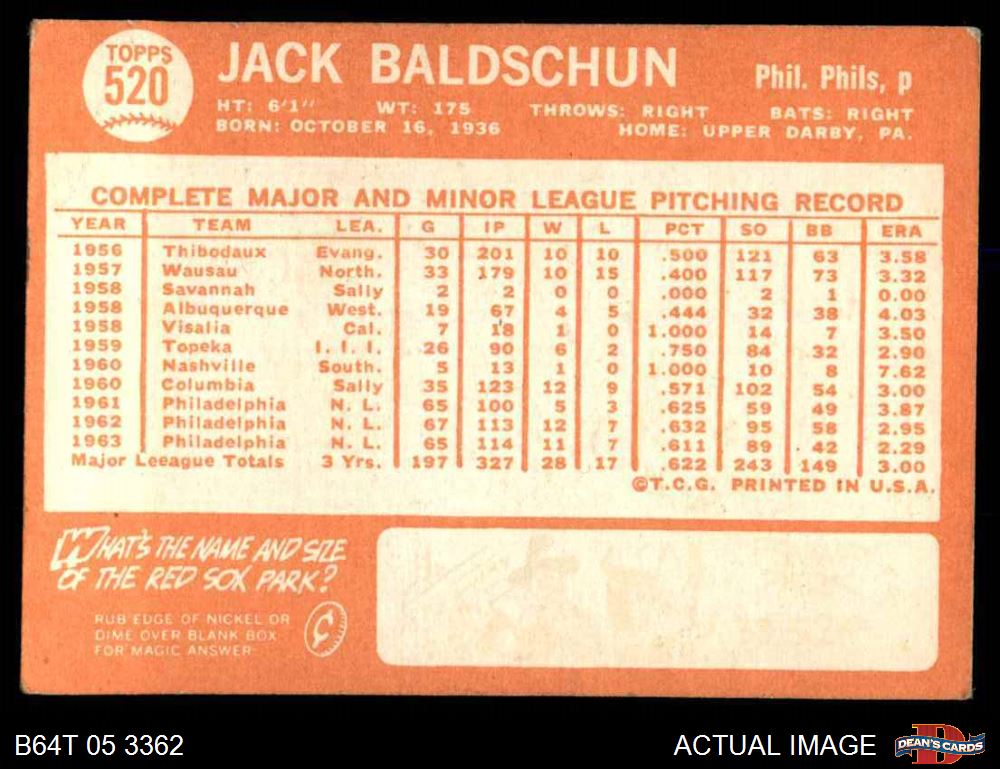 TOPPS
520
JACK BALDSCHUN
Phil. Phils, p
HT: 6'1" WT: 175 THROWS: RIGHT BATS: RIGHT
BORN: OCTOBER 16, 1936 HOME: UPPER DARBY, PA.
COMPLETE MAJOR AND MINOR LEAGUE PITCHING RECORD
YEAR TEAM LEA. G IP W L PCT SO BB ERA
1956 Thibodaux Evang. 30 201 10 10 .500 121 63 3.58
1957 Wausau North. 33 179 10 15 .400 117 73 3.32
1958 Savannah Sally 2 2 0 0 .000 2 1 0.00
1958 Albuquerque West. 19 67 4 5 .444 32 38 4.03
1958 Visalia Cal. 7 18 1 0 1.000 14 7 3.50
1959 Topeka I. I. I. 26 90 6 2 .750 84 32 2.90
1960 Nashville South. 5 13 1 0 1.000 10 8 7.62
1960 Columbia Sally 35 123 12 9 .571 102 54 3.00
1961 Philadelphia N. L. 65 100 5 3 .625 59 49 3.87
1962 Philadelphia N. L. 67 113 12 7 .632 95 58 2.95
1963 Philadelphia N. L. 65 114 11 7 .611 89 42 2.29
Major Leeague Totals 3 Yrs. 197 327 28 17 .622 243 149 3.00
©T.C.G. PRINTED IN U.S.A.
WHAT'S THE NAME AND SIZE
OF THE RED SOX PARK?
RUB EDGE OF NICKEL OR
DIME OVER BLANK BOX
FOR MAGIC ANSWER
¢
B64T 05 3362
ACTUAL IMAGE
D
DEAN'S CARDS